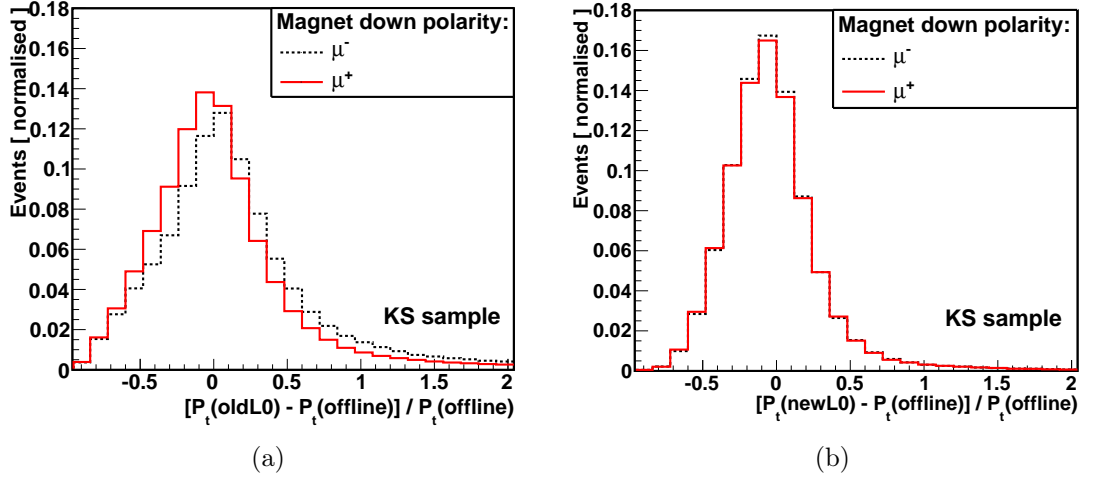 Events [ normalised ]
0.18
0.16
0.14
0.12
0.1
0.08
0.06
0.04
0.02
0
Magnet down polarity:
μ-
μ+
KS sample
-0.5 0 0.5 1 1.5 2
[P_t(oldL0) - P_t(offline)] / P_t(offline)
(a)
Events [ normalised ]
0.18
0.16
0.14
0.12
0.1
0.08
0.06
0.04
0.02
0
Magnet down polarity:
μ-
μ+
KS sample
-0.5 0 0.5 1 1.5 2
[P_t(newL0) - P_t(offline)] / P_t(offline)
(b)